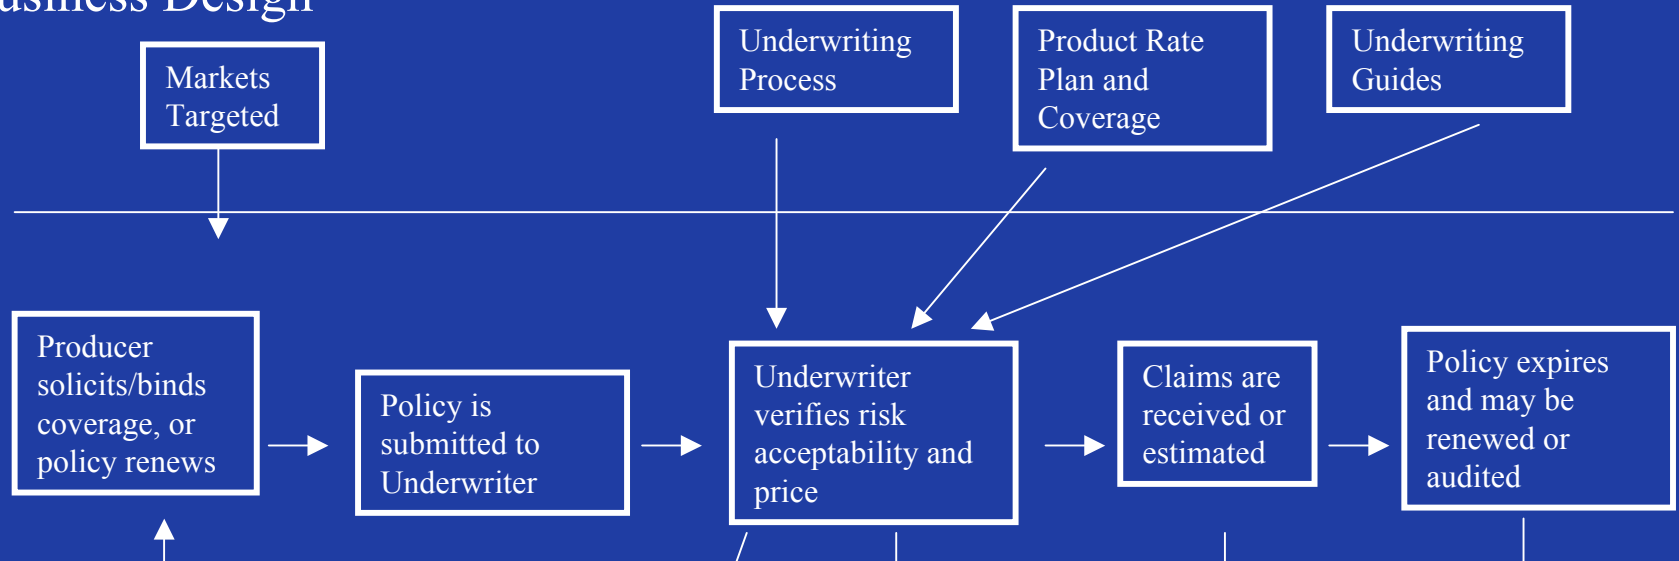 Business Design
Markets
Targeted
Underwriting
Process
Product Rate
Plan and
Coverage
Underwriting
Guides
Producer
solicits/binds
coverage, or
policy renews
Policy is
submitted to
Underwriter
Underwriter
verifies risk
acceptability and
price
Claims are
received or
estimated
Policy expires
and may be
renewed or
audited